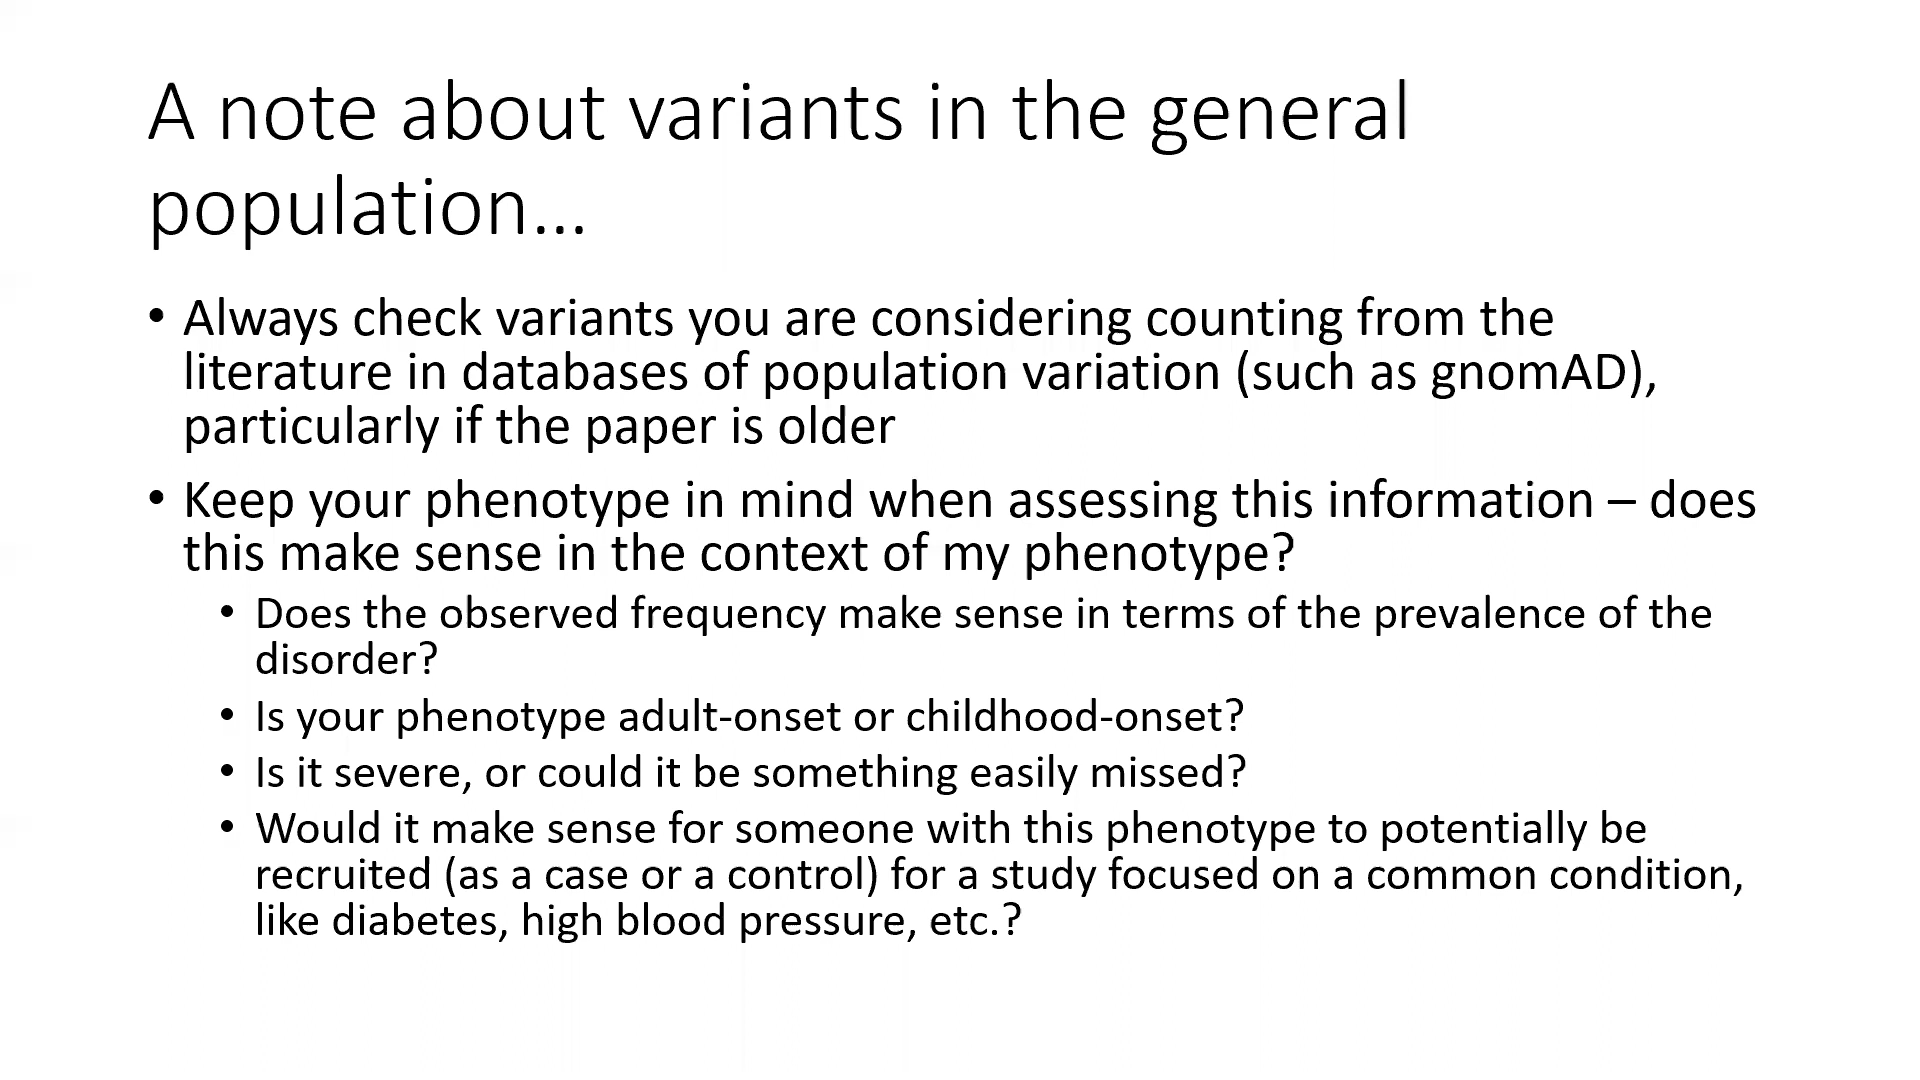 A note about variants in the general
population…
• Always check variants you are considering counting from the
literature in databases of population variation (such as gnomAD),
particularly if the paper is older
• Keep your phenotype in mind when assessing this information – does
this make sense in the context of my phenotype?
• Does the observed frequency make sense in terms of the prevalence of the
disorder?
• Is your phenotype adult-onset or childhood-onset?
• Is it severe, or could it be something easily missed?
• Would it make sense for someone with this phenotype to potentially be
recruited (as a case or a control) for a study focused on a common condition,
like diabetes, high blood pressure, etc.?